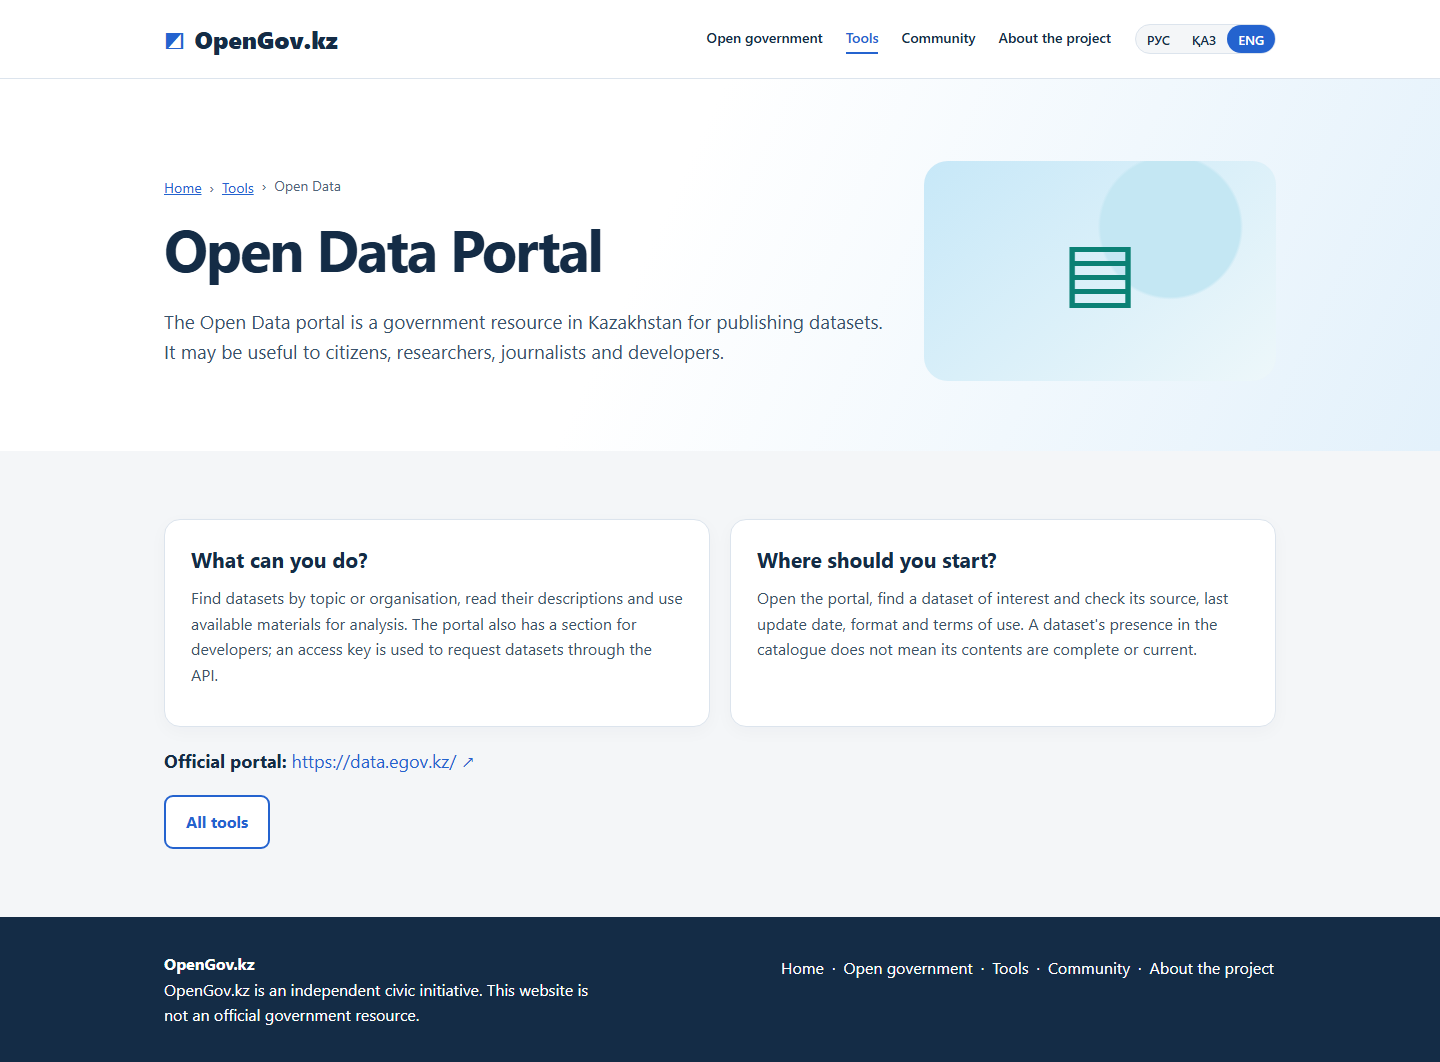 OpenGov.kz
Open government Tools Community About the project РУС ҚАЗ ENG
Home › Tools › Open Data
Open Data Portal
The Open Data portal is a government resource in Kazakhstan for publishing datasets.
It may be useful to citizens, researchers, journalists and developers.
What can you do?
Find datasets by topic or organisation, read their descriptions and use
available materials for analysis. The portal also has a section for
developers; an access key is used to request datasets through the
API.
Where should you start?
Open the portal, find a dataset of interest and check its source, last
update date, format and terms of use. A dataset's presence in the
catalogue does not mean its contents are complete or current.
Official portal: https://data.egov.kz/ ↗
All tools
OpenGov.kz
OpenGov.kz is an independent civic initiative. This website is
not an official government resource.
Home · Open government · Tools · Community · About the project